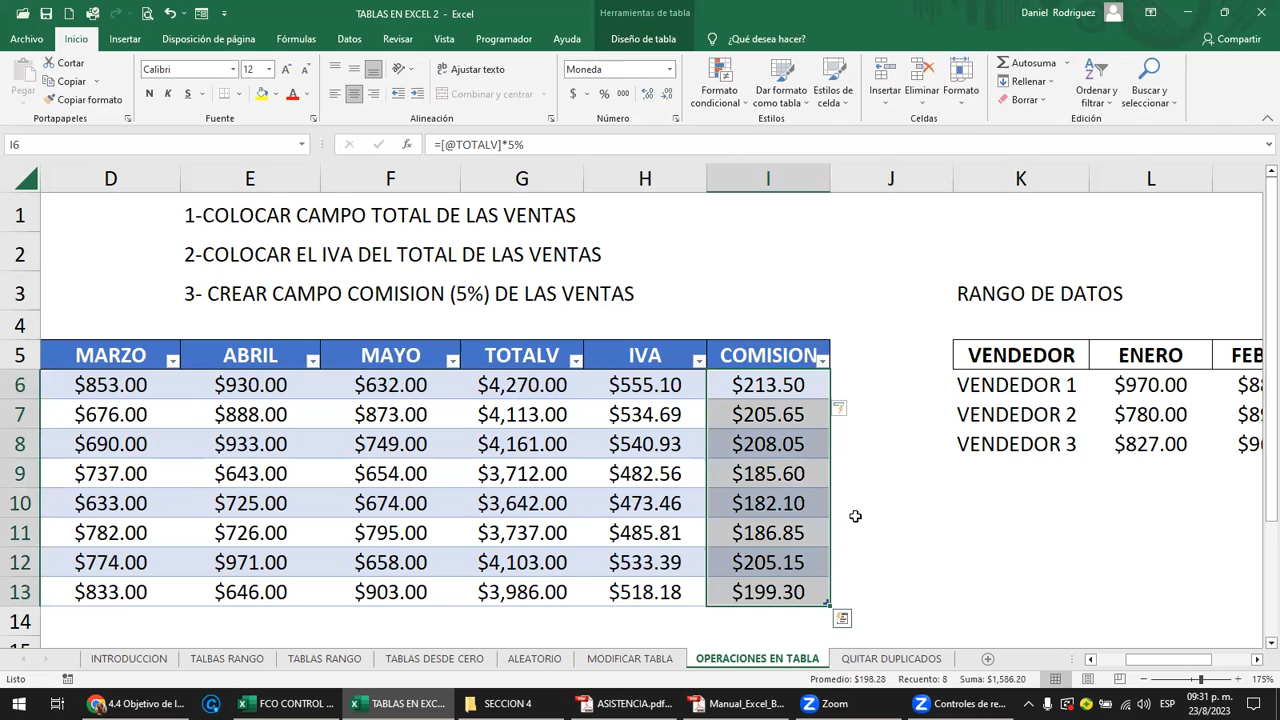 TABLAS EN EXCEL 2 - Excel
Herramientas de tabla
Daniel Rodriguez
Archivo Inicio Insertar Disposición de página Fórmulas Datos Revisar Vista Programador Ayuda Diseño de tabla ¿Qué desea hacer? Compartir
Pegar
Cortar
Copiar
Copiar formato
Portapapeles
Calibri 12
N K S
Fuente
Ajustar texto
Combinar y centrar
Alineación
Moneda
$ % 000
Número
Formato condicional
Dar formato como tabla
Estilos de celda
Estilos
Insertar Eliminar Formato
Celdas
Autosuma
Rellenar
Borrar
Ordenar y filtrar
Buscar y seleccionar
Edición
I6 fx =[@TOTALV]*5%
D E F G H I J K L
1 1-COLOCAR CAMPO TOTAL DE LAS VENTAS
2 2-COLOCAR EL IVA DEL TOTAL DE LAS VENTAS
3 3- CREAR CAMPO COMISION (5%) DE LAS VENTAS RANGO DE DATOS
4
5 MARZO ABRIL MAYO TOTALV IVA COMISION VENDEDOR ENERO FEB
6 $853.00 $930.00 $632.00 $4,270.00 $555.10 $213.50 VENDEDOR 1 $970.00
7 $676.00 $888.00 $873.00 $4,113.00 $534.69 $205.65 VENDEDOR 2 $780.00
8 $690.00 $933.00 $749.00 $4,161.00 $540.93 $208.05 VENDEDOR 3 $827.00
9 $737.00 $643.00 $654.00 $3,712.00 $482.56 $185.60
10 $633.00 $725.00 $674.00 $3,642.00 $473.46 $182.10
11 $782.00 $726.00 $795.00 $3,737.00 $485.81 $186.85
12 $774.00 $971.00 $658.00 $4,103.00 $533.39 $205.15
13 $833.00 $646.00 $903.00 $3,986.00 $518.18 $199.30
14
INTRODUCCION TALBAS RANGO TABLAS RANGO TABLAS DESDE CERO ALEATORIO MODIFICAR TABLA OPERACIONES EN TABLA QUITAR DUPLICADOS
Listo Promedio: $198.28 Recuento: 8 Suma: $1,586.20 175%
4.4 Objetivo de l... FCO CONTROL ... TABLAS EN EXC... SECCION 4 ASISTENCIA.pdf... Manual_Excel_B... Zoom Controles de re... ESP
09:31 p. m.
23/8/2023